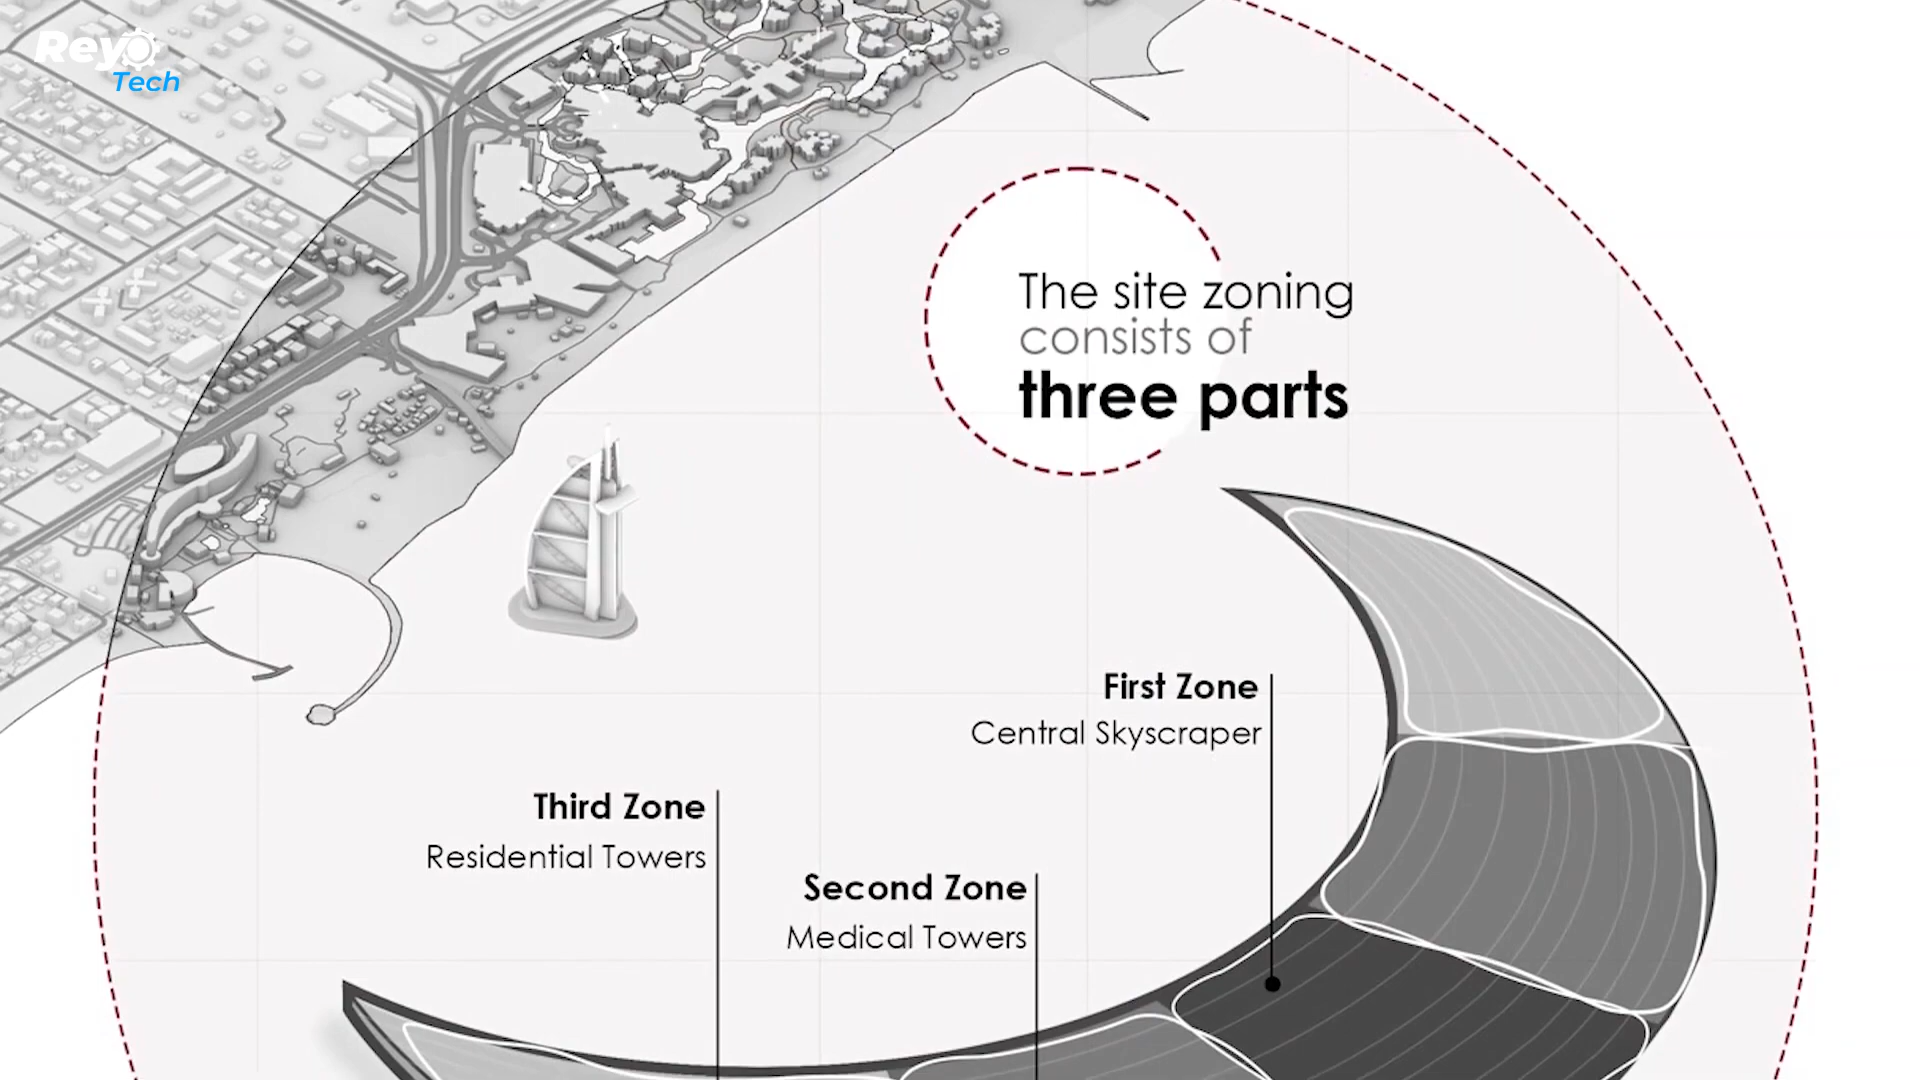 Reyo
Tech
The site zoning
consists of
three parts
First Zone
Central Skyscraper
Third Zone
Residential Towers
Second Zone
Medical Towers